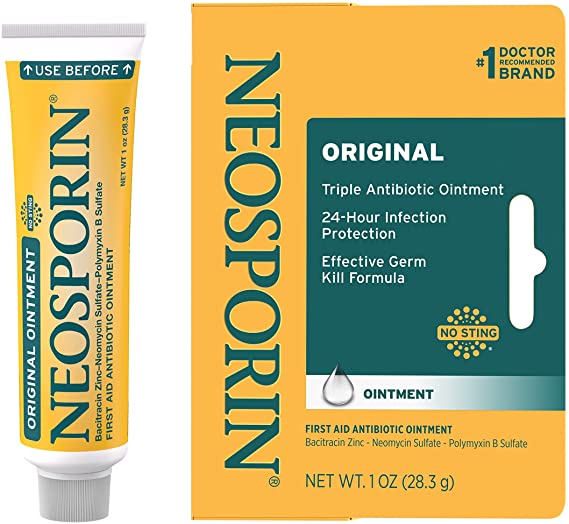 ↑ USE BEFORE ↑
NEOSPORIN®
ORIGINAL OINTMENT
NO STING
Bacitracin Zinc-Neomycin Sulfate-Polymyxin B Sulfate
FIRST AID ANTIBIOTIC OINTMENT
NET WT 1 oz (28.3 g)
NEOSPORIN®
#1 DOCTOR
RECOMMENDED
BRAND
ORIGINAL
Triple Antibiotic Ointment
24-Hour Infection
Protection
Effective Germ
Kill Formula
NO STING
OINTMENT
FIRST AID ANTIBIOTIC OINTMENT
Bacitracin Zinc - Neomycin Sulfate - Polymyxin B Sulfate
NET WT. 1 OZ (28.3 g)